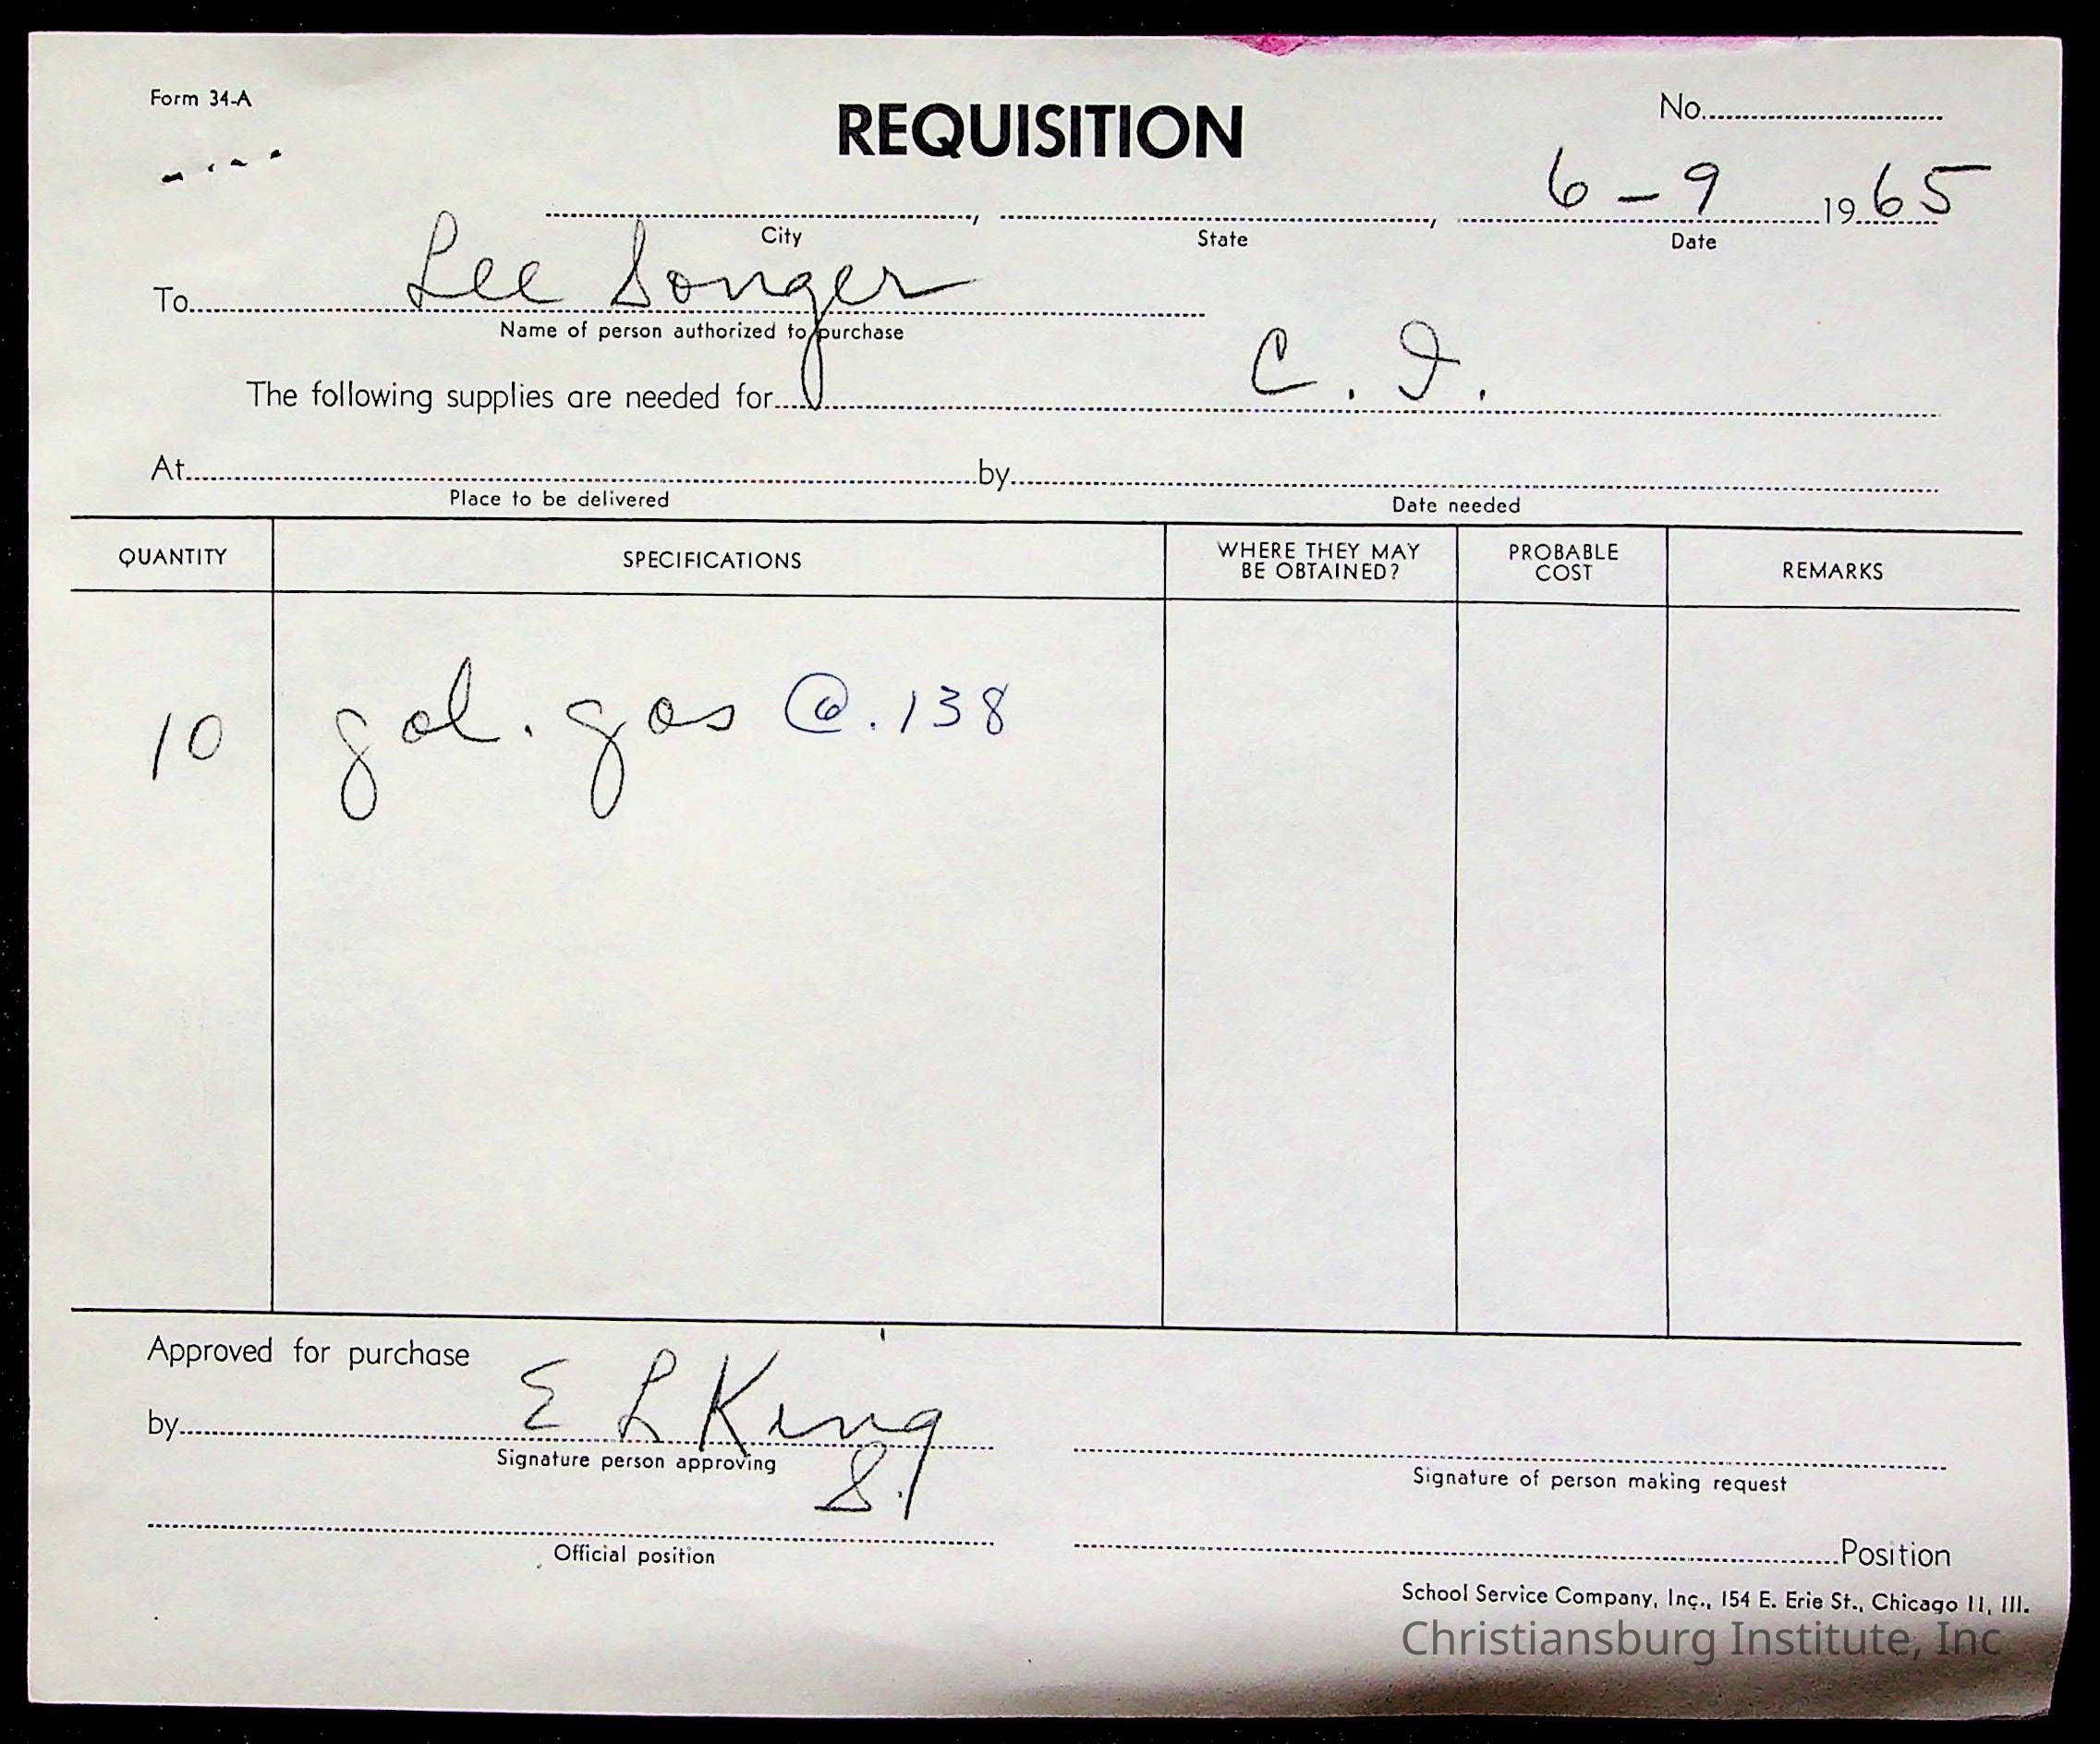 Form 34-A
REQUISITION
No.
6 - 9 1965
City, State, Date
To Lee Songer
Name of person authorized to purchase
The following supplies are needed for C. I.
At by
Place to be delivered Date needed
QUANTITY SPECIFICATIONS WHERE THEY MAY BE OBTAINED? PROBABLE COST REMARKS
10 gal. gas @ .138
Approved for purchase
by E L King
Signature person approving
Signature of person making request
Official position
Position
School Service Company, Inc., 154 E. Erie St., Chicago 11, Ill.
Christiansburg Institute, Inc